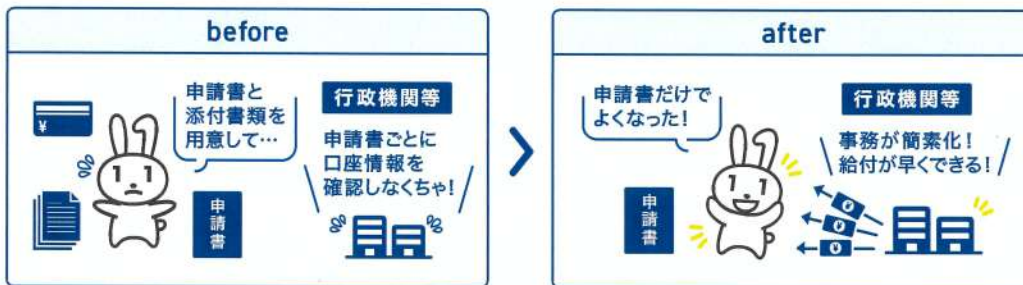 before
申請書と
添付書類を
用意して…
行政機関等
申請書ごとに
口座情報を
確認しなくちゃ！
¥
申請書
after
申請書だけで
よくなった！
行政機関等
事務が簡素化！
給付が早くできる！
申請書
¥
¥
¥